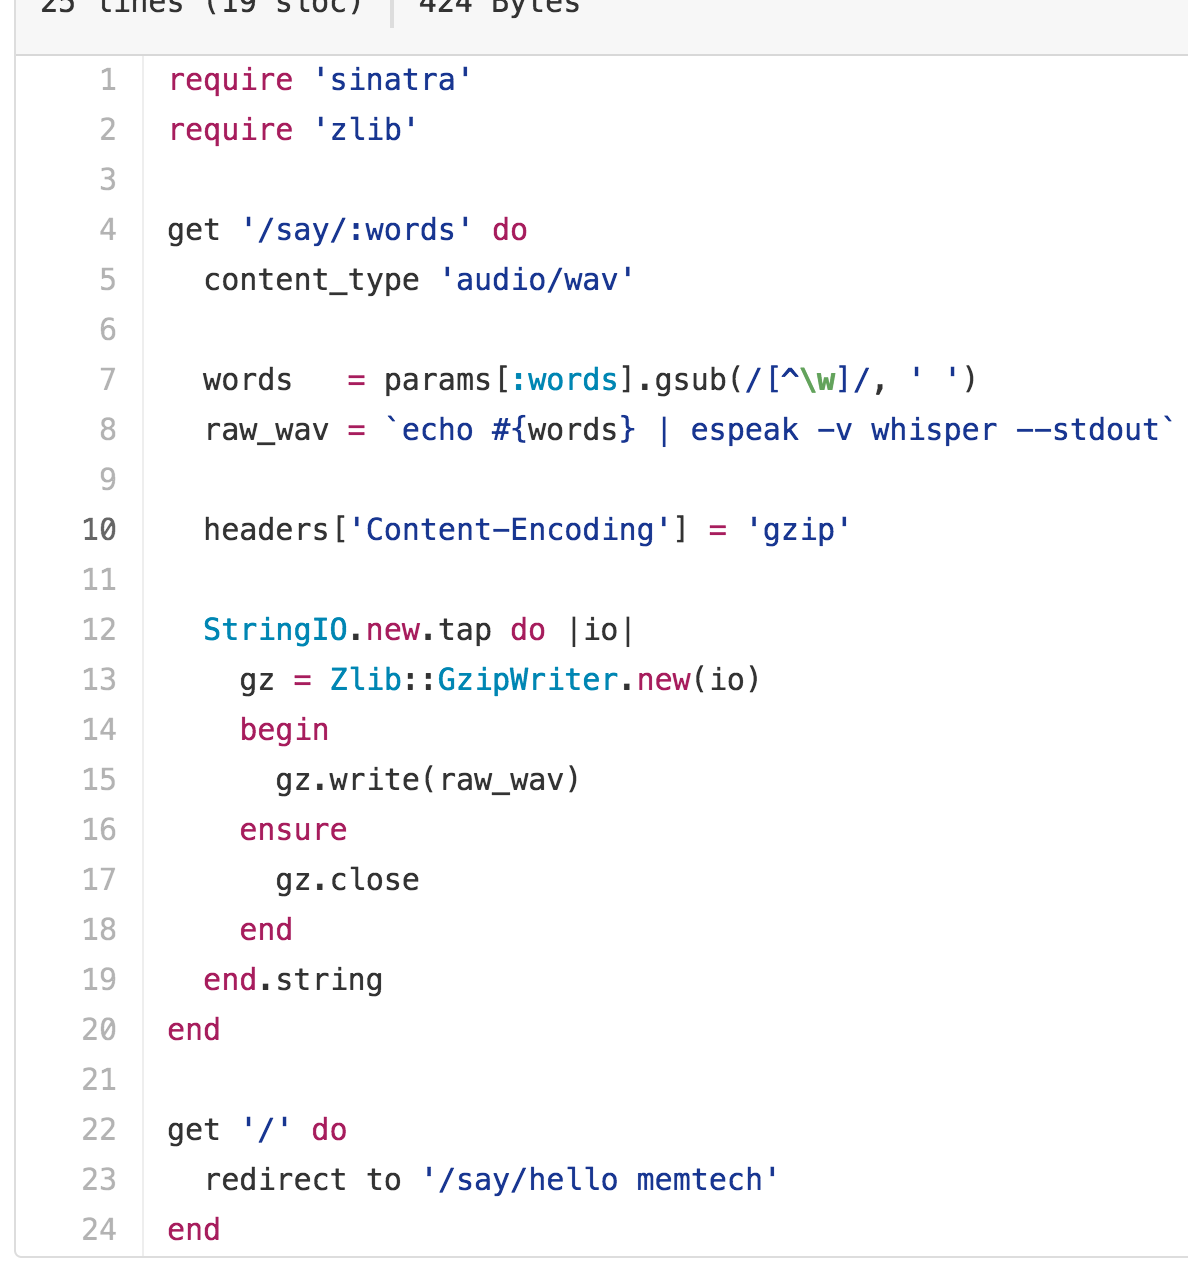 25 lines (19 sloc) | 424 Bytes
1 require 'sinatra'
2 require 'zlib'
3
4 get '/say/:words' do
5   content_type 'audio/wav'
6
7   words   = params[:words].gsub(/[^\w]/, ' ')
8   raw_wav = `echo #{words} | espeak -v whisper --stdout`
9
10   headers['Content-Encoding'] = 'gzip'
11
12   StringIO.new.tap do |io|
13     gz = Zlib::GzipWriter.new(io)
14     begin
15       gz.write(raw_wav)
16     ensure
17       gz.close
18     end
19   end.string
20 end
21
22 get '/' do
23   redirect to '/say/hello memtech'
24 end